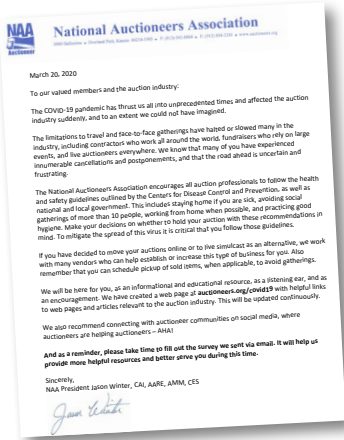 NAA
Auctioneer
National Auctioneers Association
March 20, 2020
To our valued members and the auction industry:
The COVID-19 pandemic has thrust us all into unprecedented times and affected the auction
industry suddenly, and to an extent we could not have imagined.
The limitations to travel and face-to-face gatherings have halted or slowed many in the
industry, including contractors who work all around the world, fundraisers who rely on large
events, and live auctioneers everywhere. We know that many of you have experienced
innumerable cancellations and postponements, and that the road ahead is uncertain and
frustrating.
The National Auctioneers Association encourages all auction professionals to follow the health
and safety guidelines outlined by the Centers for Disease Control and Prevention, as well as
national and local government. This includes staying home if you are sick, avoiding social
gatherings of more than 10 people, working from home when possible, and practicing good
hygiene. Make your decisions on whether to hold your auction with these recommendations in
mind. To mitigate the spread of this virus it is critical that you follow those guidelines.
If you have decided to move your auctions online or to live simulcast as an alternative, we work
with many vendors who can help establish or increase this type of business for you. Also
remember that you can schedule pickup of sold items, when applicable, to avoid gatherings.
We will be here for you, as an informational and educational resource, as a listening ear, and as
an encouragement. We have created a web page at auctioneers.org/covid19 with helpful links
to web pages and articles relevant to the auction industry. This will be updated continuously.
We also recommend connecting with auctioneer communities on social media, where
auctioneers are helping auctioneers – AHA!
And as a reminder, please take time to fill out the survey we sent via email. It will help us
provide more helpful resources and better serve you during this time.
Sincerely,
NAA President Jason Winter, CAI, AARE, AMM, CES
Jason Winter